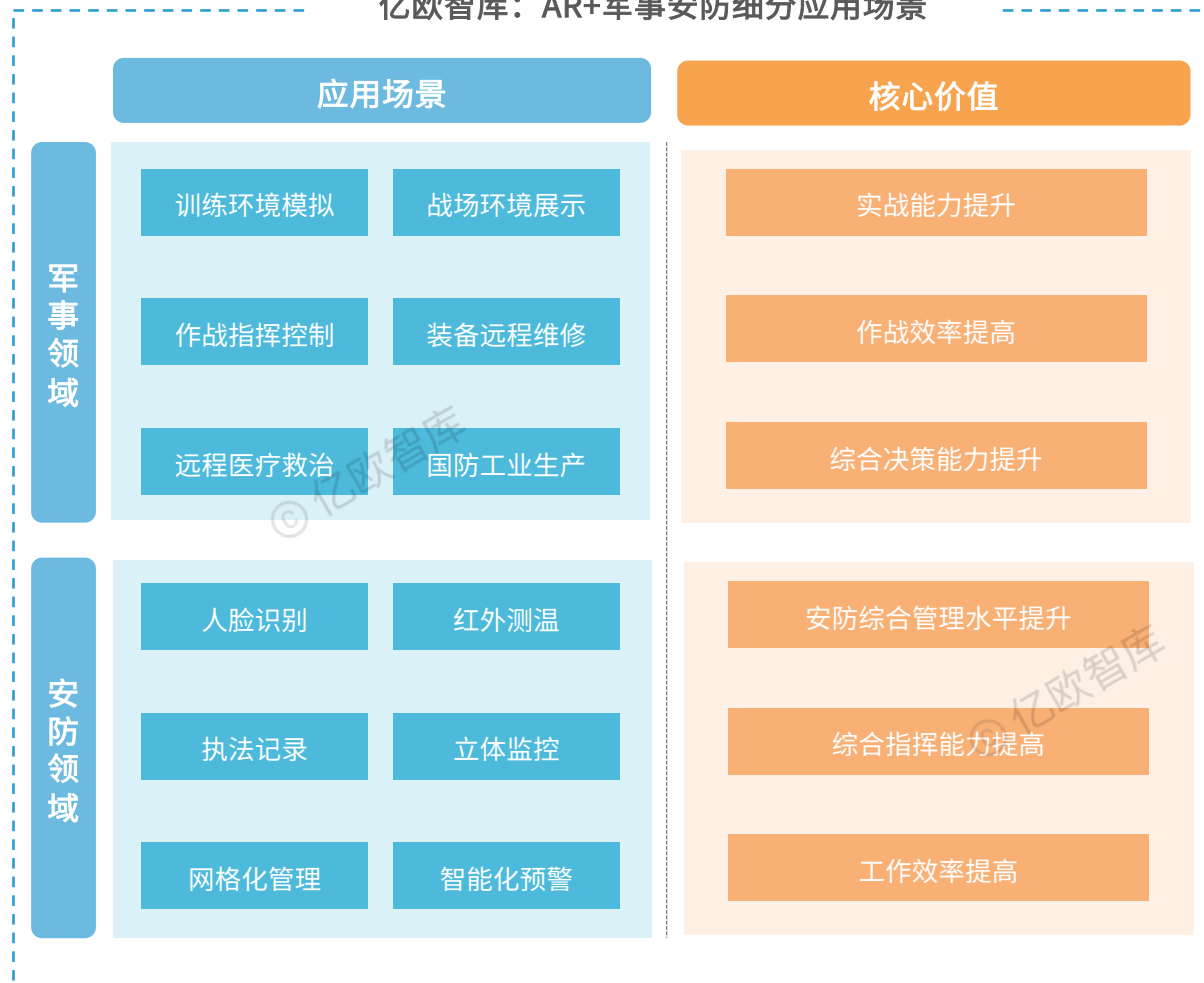 亿欧智库：AR+军事安防细分应用场景
应用场景
核心价值
军事领域
训练环境模拟
战场环境展示
作战指挥控制
装备远程维修
远程医疗救治
国防工业生产
实战能力提升
作战效率提高
综合决策能力提升
安防领域
人脸识别
红外测温
执法记录
立体监控
网格化管理
智能化预警
安防综合管理水平提升
综合指挥能力提高
工作效率提高
© 亿欧智库
© 亿欧智库